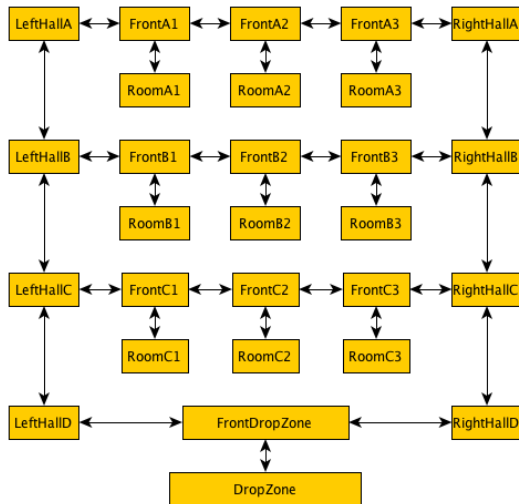 LeftHallA FrontA1 FrontA2 FrontA3 RightHallA
RoomA1 RoomA2 RoomA3
LeftHallB FrontB1 FrontB2 FrontB3 RightHallB
RoomB1 RoomB2 RoomB3
LeftHallC FrontC1 FrontC2 FrontC3 RightHallC
RoomC1 RoomC2 RoomC3
LeftHallD FrontDropZone RightHallD
DropZone